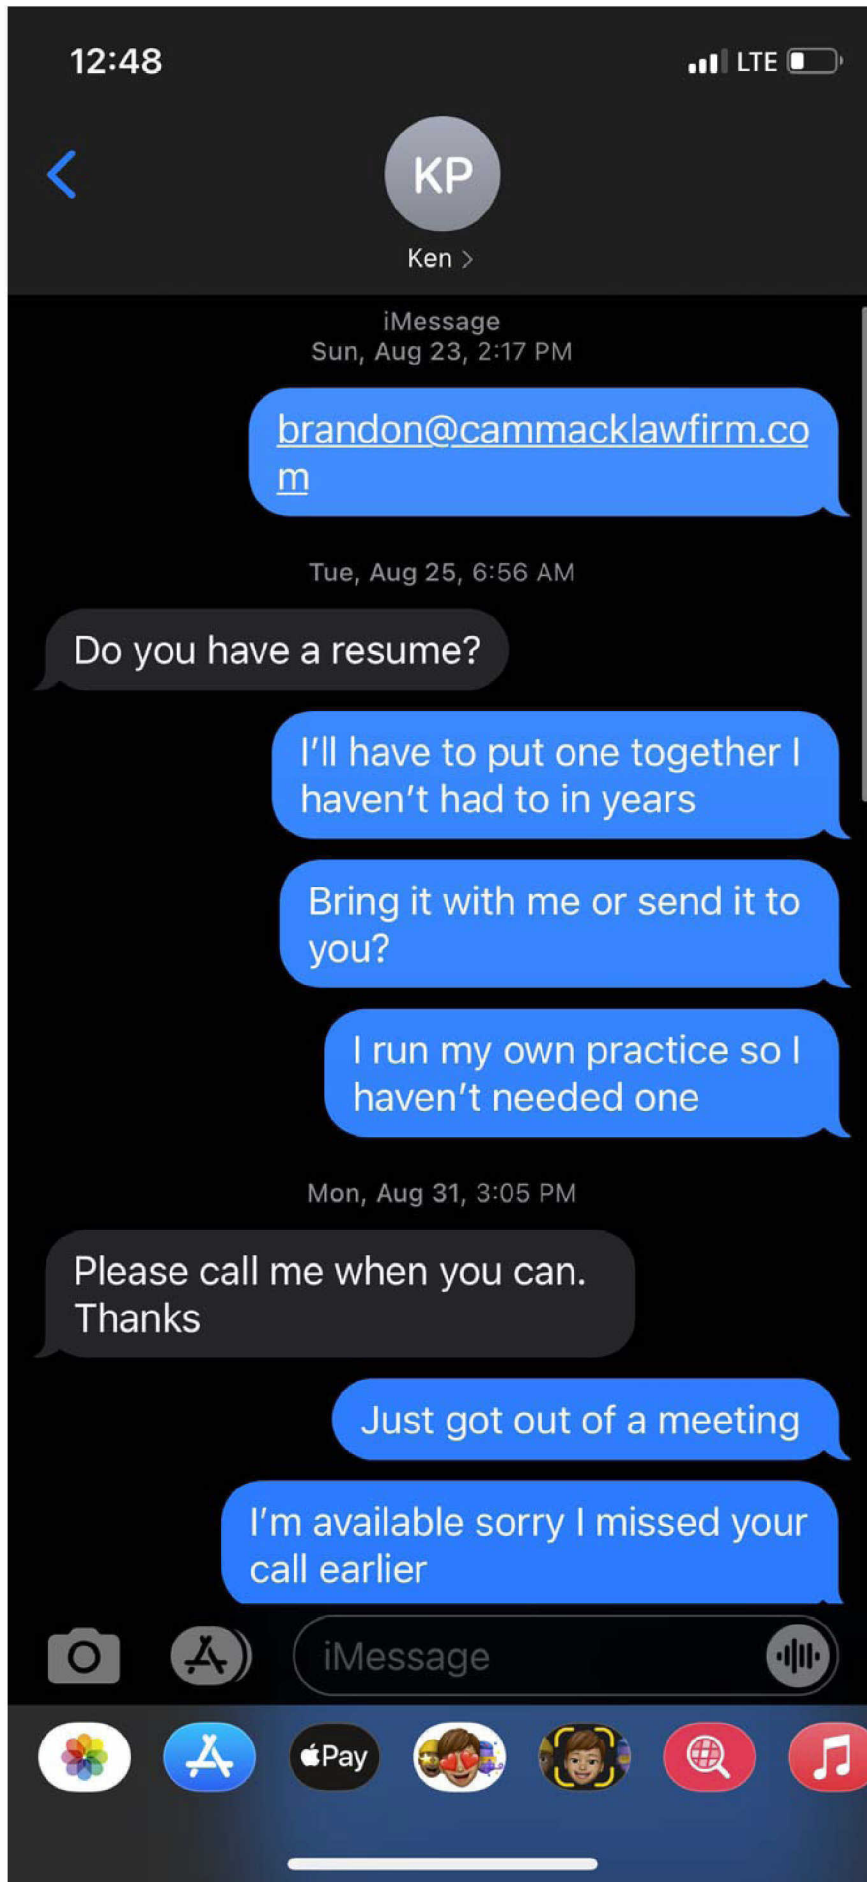 12:48
LTE
KP
Ken
iMessage
Sun, Aug 23, 2:17 PM
brandon@cammacklawfirm.co
m
Tue, Aug 25, 6:56 AM
Do you have a resume?
I'll have to put one together I
haven't had to in years
Bring it with me or send it to
you?
I run my own practice so I
haven't needed one
Mon, Aug 31, 3:05 PM
Please call me when you can.
Thanks
Just got out of a meeting
I'm available sorry I missed your
call earlier
iMessage
Pay